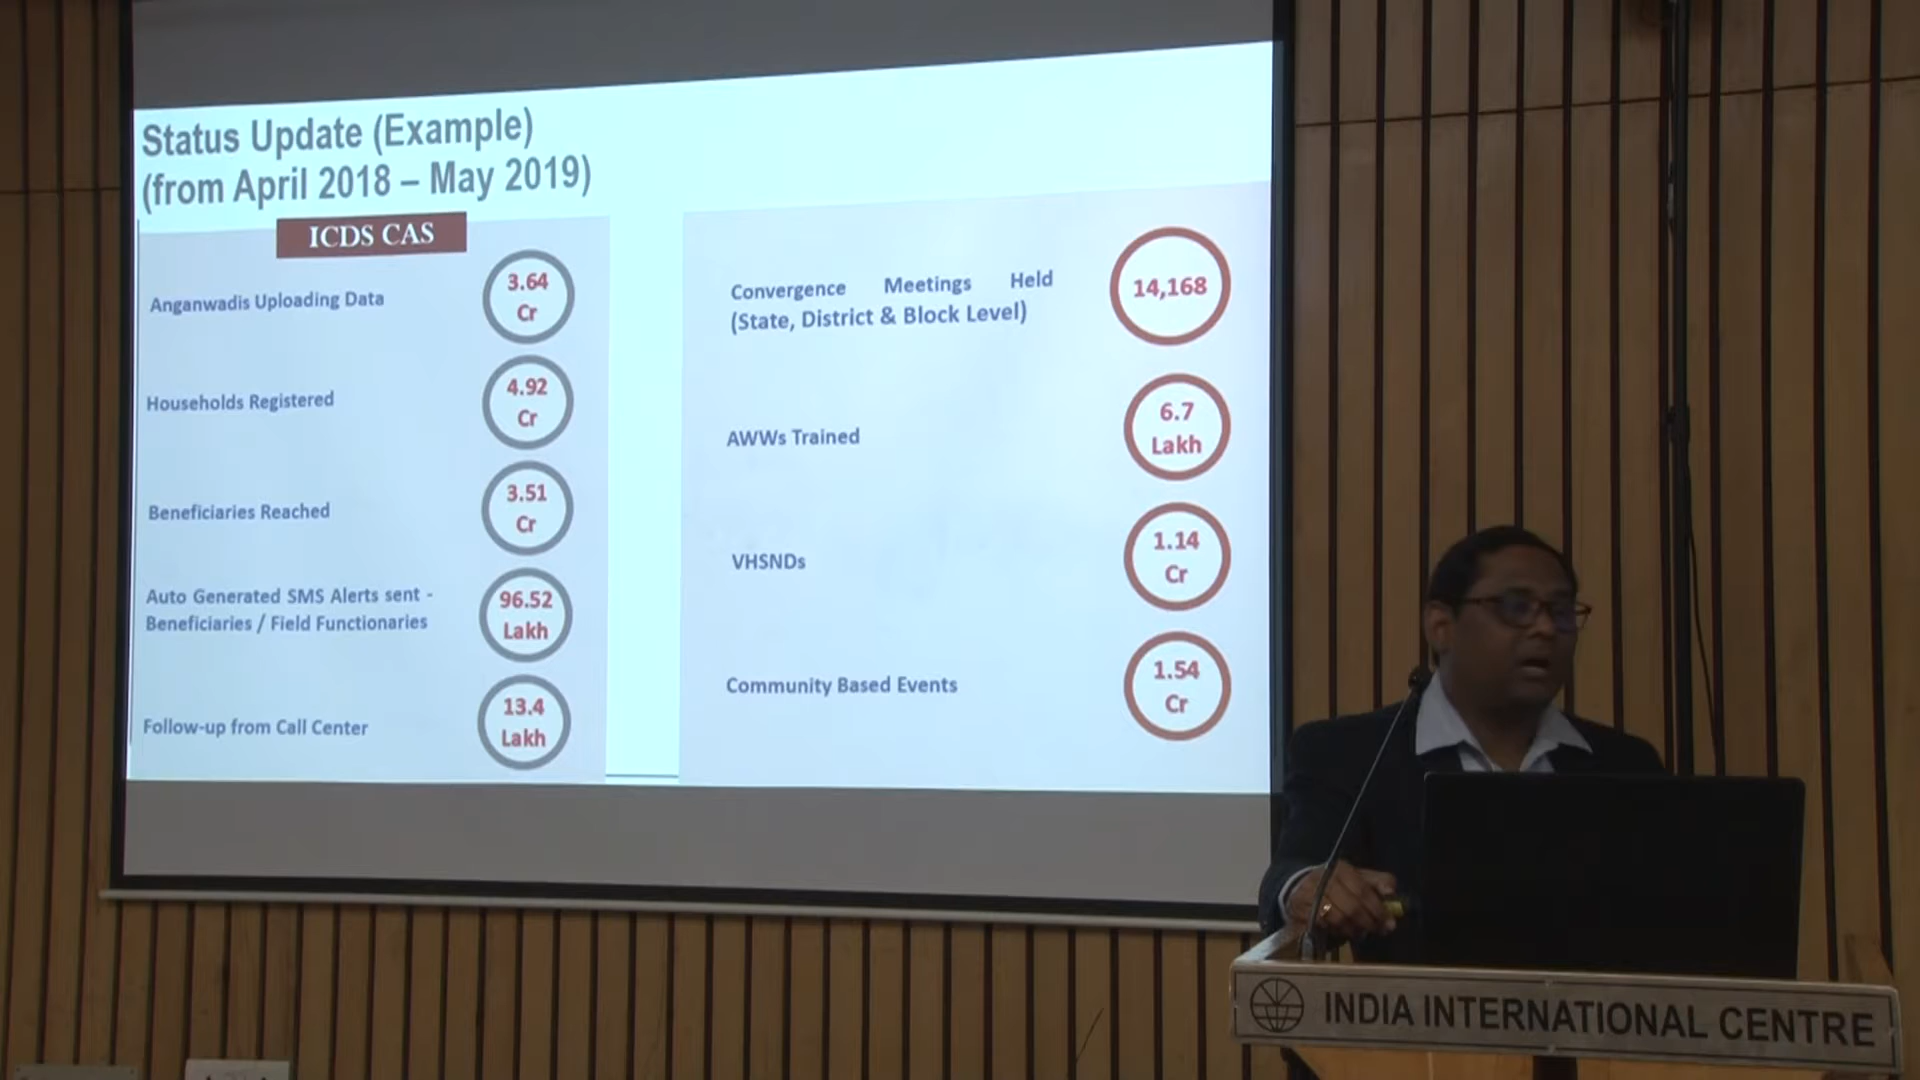 Status Update (Example)
(from April 2018 – May 2019)
ICDS CAS
Anganwadis Uploading Data
3.64
Cr
Households Registered
4.92
Cr
Beneficiaries Reached
3.51
Cr
Auto Generated SMS Alerts sent -
Beneficiaries / Field Functionaries
96.52
Lakh
Follow-up from Call Center
13.4
Lakh
Convergence Meetings Held
(State, District & Block Level)
14,168
AWWs Trained
6.7
Lakh
VHSNDs
1.14
Cr
Community Based Events
1.54
Cr
INDIA INTERNATIONAL CENTRE